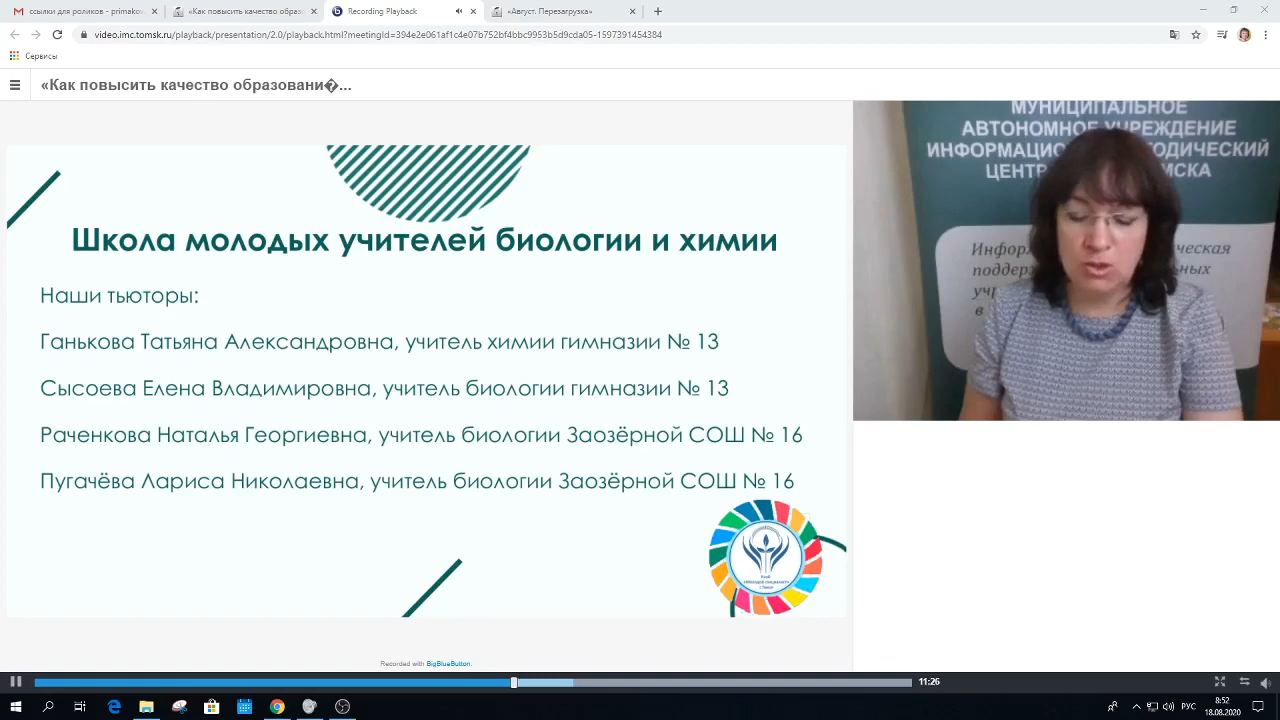 ссылки для роликов - primakov
«Как повысить качество образо
Recording Playback
«Август. Перезагрузка»
video.imc.tomsk.ru/playback/presentation/2.0/playback.html?meetingId=394e2e061af1c4e07b752bf4bbc9953b5d9cda05-1597391454384
Сервисы
«Как повысить качество образовани�...
МУНИЦИПАЛЬНОЕ
АВТОНОМНОЕ УЧРЕЖДЕНИЕ
Школа молодых учителей биологии и химии
Наши тьюторы:
Ганькова Татьяна Александровна, учитель химии гимназии № 13
Сысоева Елена Владимировна, учитель биологии гимназии № 13
Раченкова Наталья Георгиевна, учитель биологии Заозёрной СОШ № 16
Пугачёва Лариса Николаевна, учитель биологии Заозёрной СОШ № 16
Recorded with BigBlueButton.
11:26
РУС
8:52
18.08.2020